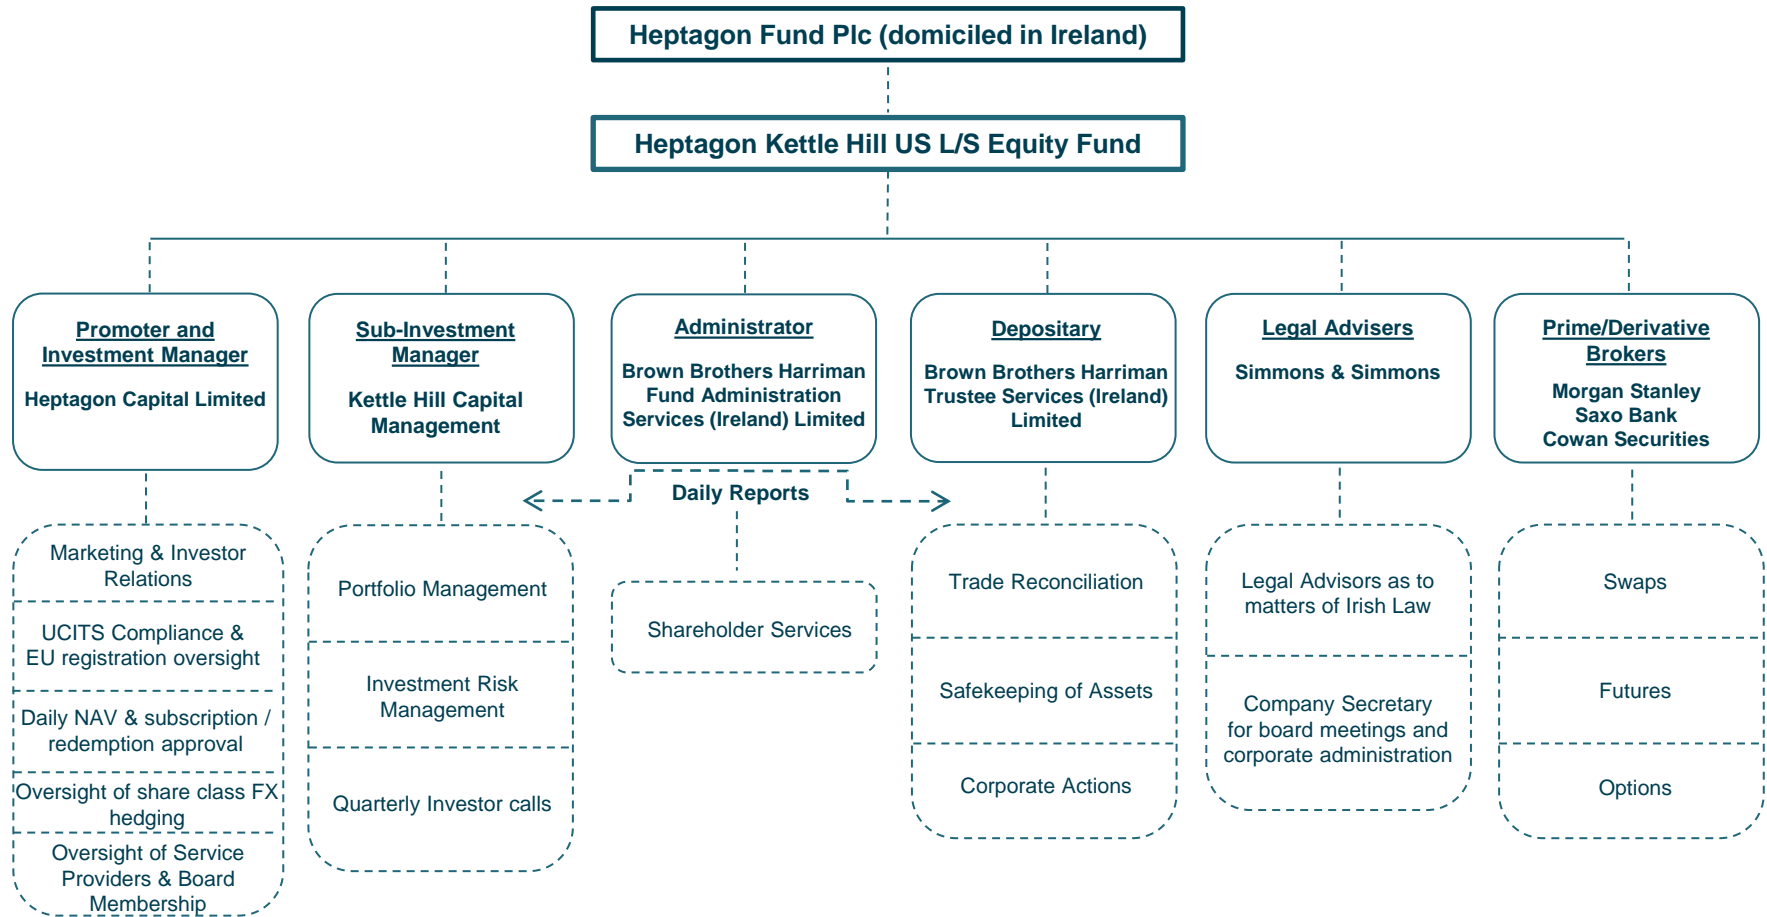 Heptagon Fund Plc (domiciled in Ireland)
Heptagon Kettle Hill US L/S Equity Fund
Promoter and
Investment Manager
Heptagon Capital Limited
Sub-Investment
Manager
Kettle Hill Capital
Management
Administrator
Brown Brothers Harriman
Fund Administration
Services (Ireland) Limited
Depositary
Brown Brothers Harriman
Trustee Services (Ireland)
Limited
Legal Advisers
Simmons & Simmons
Prime/Derivative
Brokers
Morgan Stanley
Saxo Bank
Cowan Securities
Daily Reports
Marketing & Investor
Relations
UCITS Compliance &
EU registration oversight
Daily NAV & subscription /
redemption approval
Oversight of share class FX
hedging
Oversight of Service
Providers & Board
Membership
Portfolio Management
Investment Risk
Management
Quarterly Investor calls
Shareholder Services
Trade Reconciliation
Safekeeping of Assets
Corporate Actions
Legal Advisors as to
matters of Irish Law
Company Secretary
for board meetings and
corporate administration
Swaps
Futures
Options